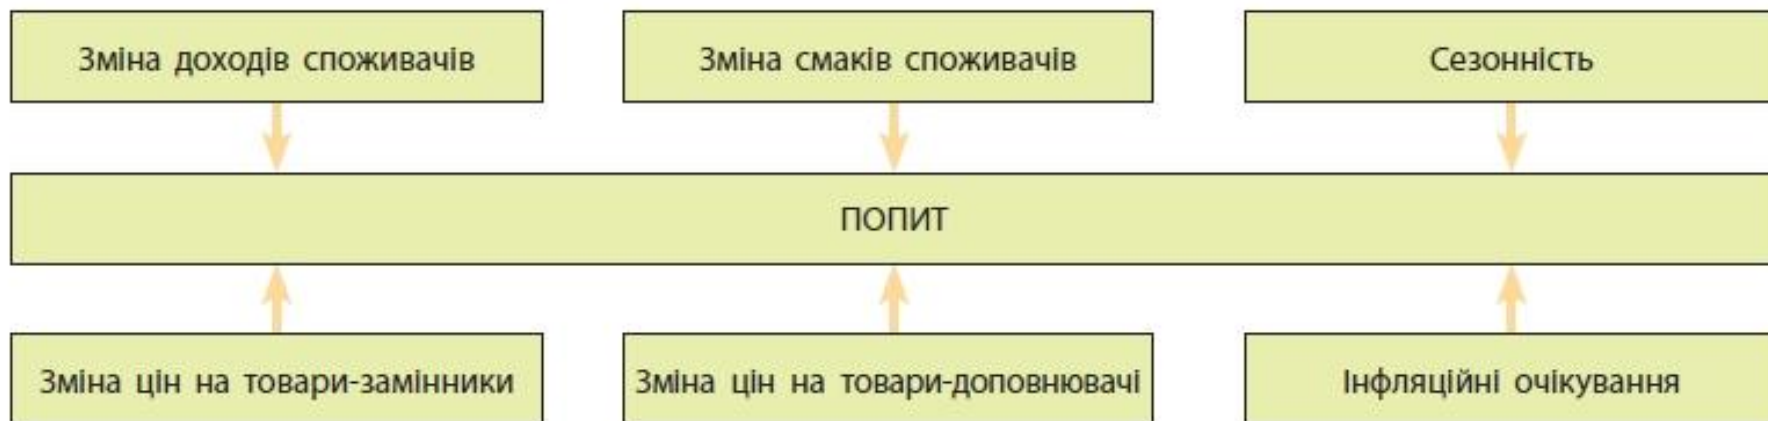 Зміна доходів споживачів
Зміна смаків споживачів
Сезонність
ПОПИТ
Зміна цін на товари-замінники
Зміна цін на товари-доповнювачі
Інфляційні очікування